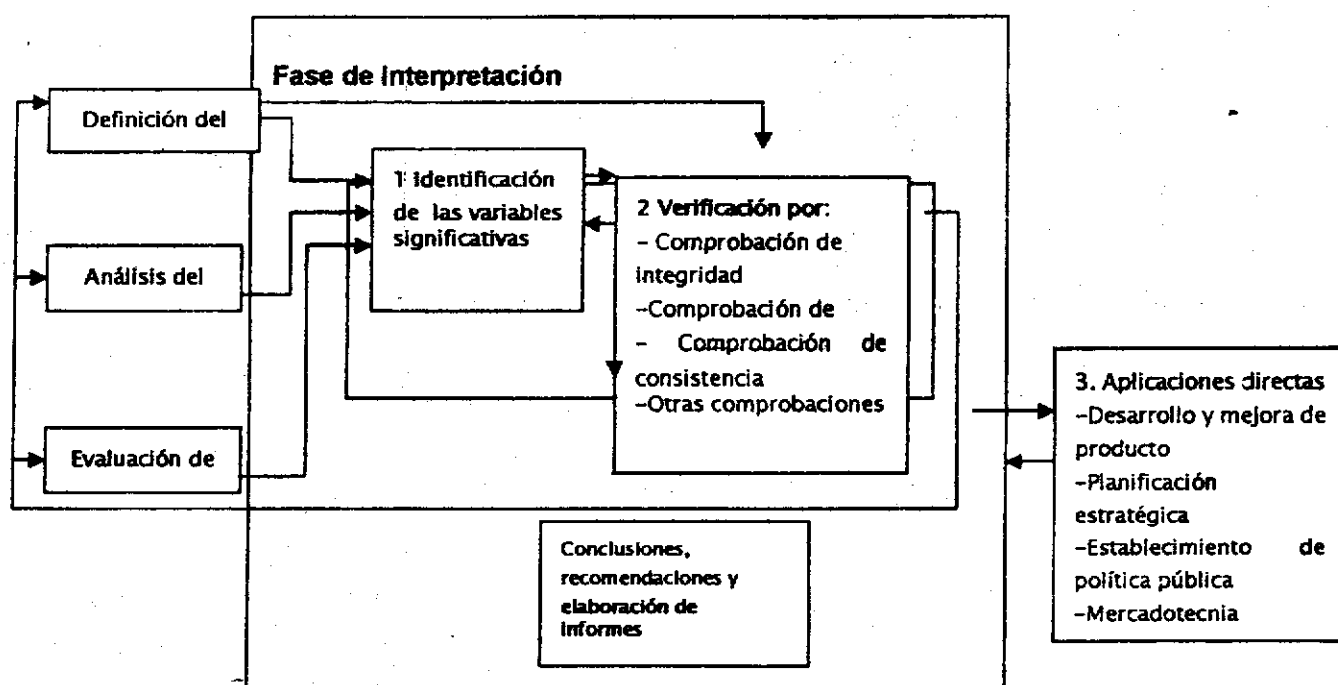 Fase de Interpretación
Definición del
Análisis del
Evaluación de
1 Identificación
de las variables
significativas
2 Verificación por:
– Comprobación de
integridad
–Comprobación de
– Comprobación de
consistencia
–Otras comprobaciones
Conclusiones,
recomendaciones y
elaboración de
informes
3. Aplicaciones directas
–Desarrollo y mejora de
producto
–Planificación
estratégica
–Establecimiento de
política pública
–Mercadotecnia